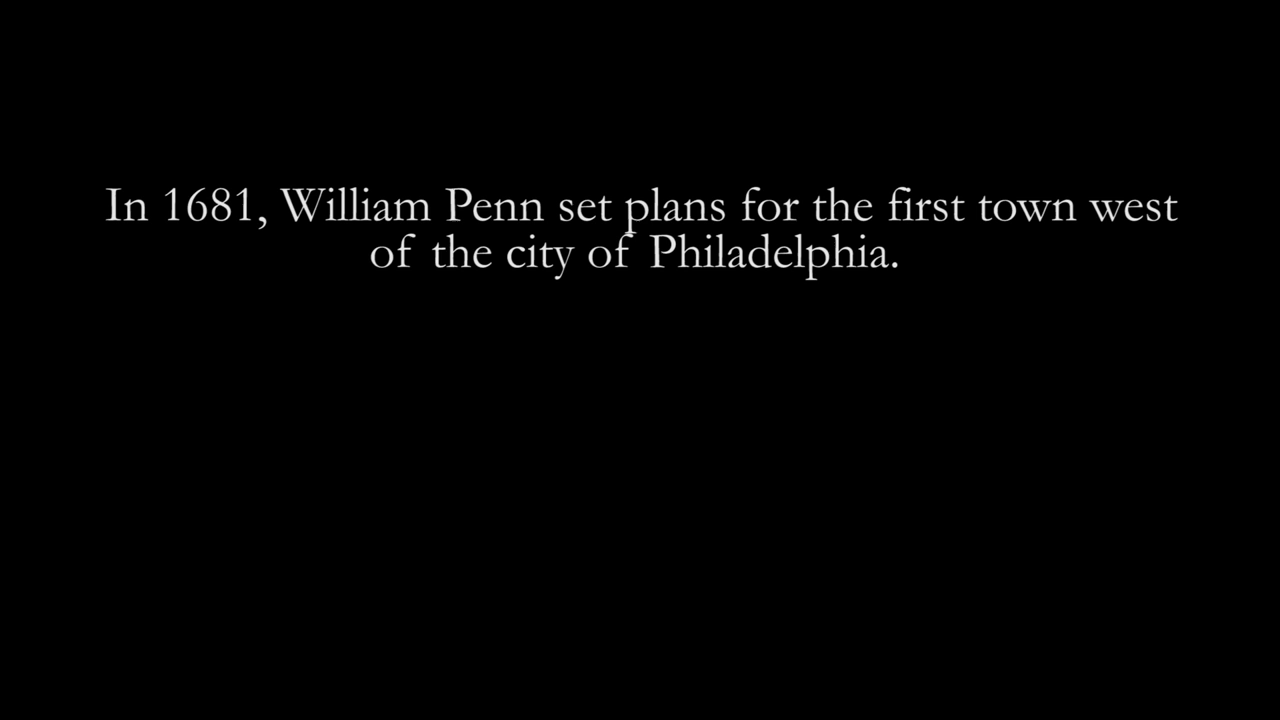 In 1681, William Penn set plans for the first town west
of the city of Philadelphia.